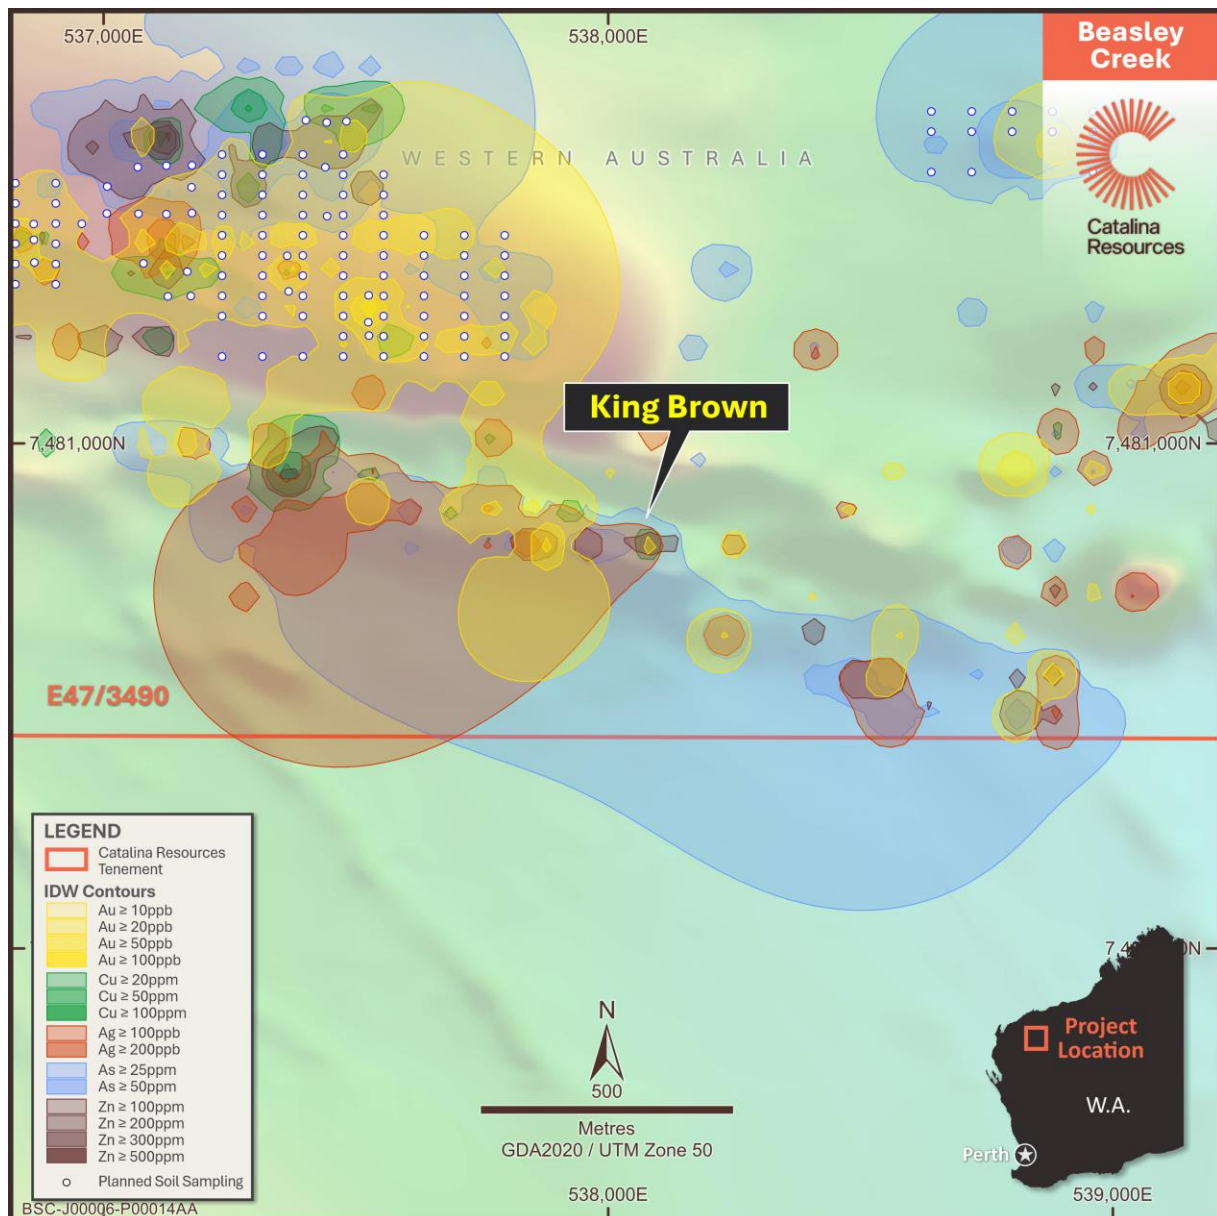 537,000E
538,000E
Beasley
Creek
WESTERN AUSTRALIA
Catalina
Resources
King Brown
7,481,000N
7,481,000N
E47/3490
LEGEND
Catalina Resources
Tenement
IDW Contours
Au ≥ 10ppb
Au ≥ 20ppb
Au ≥ 50ppb
Au ≥ 100ppb
Cu ≥ 20ppm
Cu ≥ 50ppm
Cu ≥ 100ppm
Ag ≥ 100ppb
Ag ≥ 200ppb
As ≥ 25ppm
As ≥ 50ppm
Zn ≥ 100ppm
Zn ≥ 200ppm
Zn ≥ 300ppm
Zn ≥ 500ppm
Planned Soil Sampling
N
500
Metres
GDA2020 / UTM Zone 50
Project
Location
W.A.
Perth
538,000E
539,000E
BSC-J00006-P00014AA